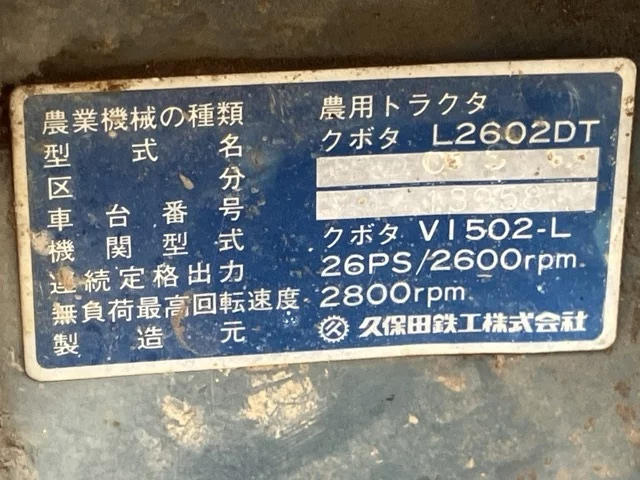 農業機械の種類 農用トラクタ
型式名 クボタ L2602DT
区分
車台番号
機関型式 クボタ V1502-L
連続定格出力 26PS/2600rpm
無負荷最高回転速度 2800rpm
製造元 久保田鉄工株式会社